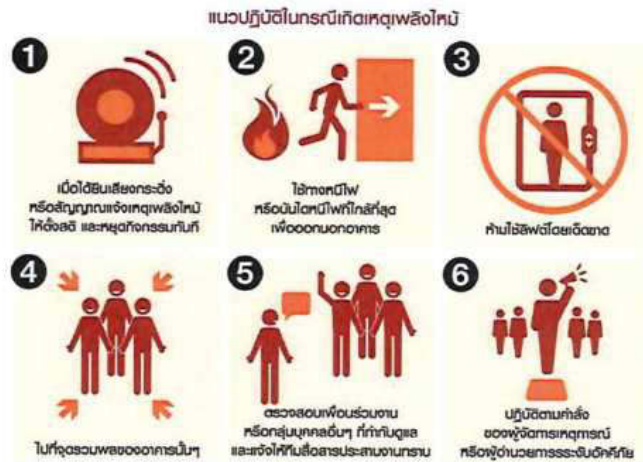 แนวปฏิบัติในกรณีเกิดเหตุเพลิงไหม้
1
เมื่อได้ยินเสียงกระดิ่ง
หรือสัญญาณแจ้งเหตุเพลิงไหม้
ให้ตั้งสติ และหยุดกิจกรรมทันที
2
ใช้ทางหนีไฟ
หรือบันไดหนีไฟที่ใกล้ที่สุด
เพื่อออกนอกอาคาร
3
ห้ามใช้ลิฟต์โดยเด็ดขาด
4
ไปที่จุดรวมพลของอาคารนั้นๆ
5
ตรวจสอบเพื่อนร่วมงาน
หรือกลุ่มบุคคลอื่นๆ ที่กำกับดูแล
และแจ้งให้ทีมสื่อสารประสานงานทราบ
6
ปฏิบัติตามคำสั่ง
ของผู้จัดการเหตุการณ์
หรือผู้อำนวยการระงับอัคคีภัย